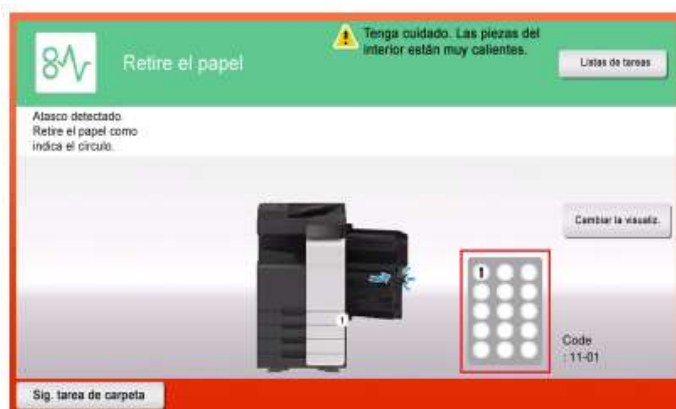 Retire el papel
Tenga cuidado. Las piezas del
interior están muy calientes.
Listas de tareas
Atasco detectado.
Retire el papel como
indica el círculo.
Cambiar la visualiz.
1
1
Code
: 11-01
Sig. tarea de carpeta